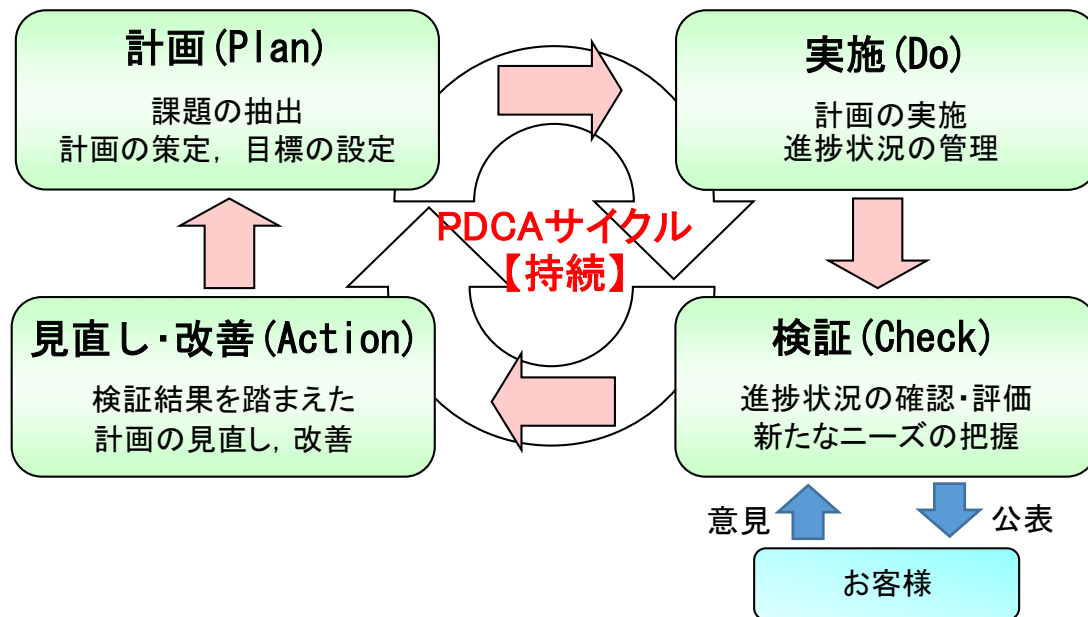 計画(Plan)
課題の抽出
計画の策定，目標の設定
実施(Do)
計画の実施
進捗状況の管理
PDCAサイクル
【持続】
見直し・改善(Action)
検証結果を踏まえた
計画の見直し，改善
検証(Check)
進捗状況の確認・評価
新たなニーズの把握
意見
公表
お客様